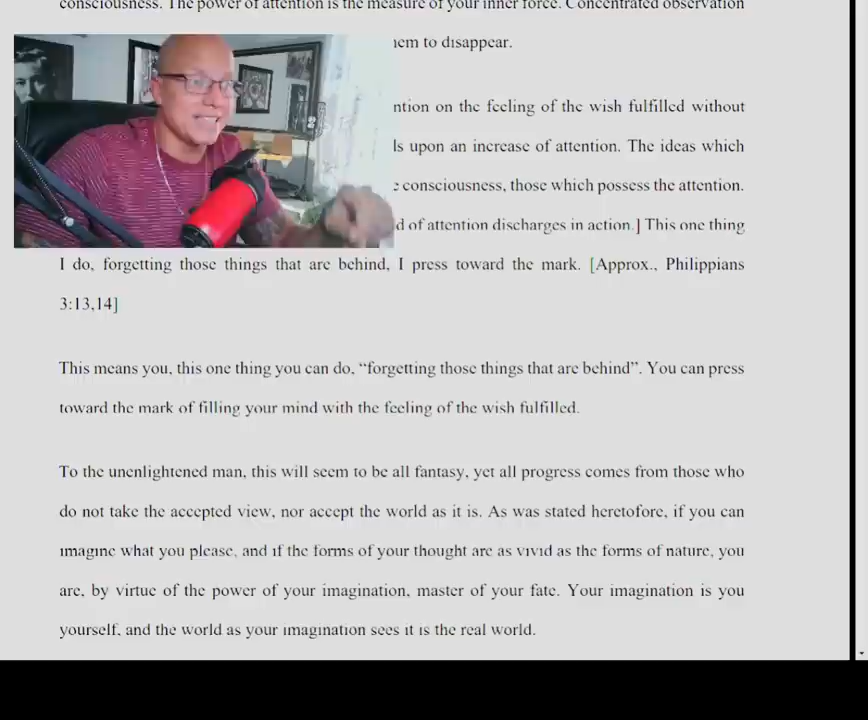 consciousness. The power of attention is the measure of your inner force. Concentrated observation
em to disappear.
ntion on the feeling of the wish fulfilled without
ls upon an increase of attention. The ideas which
consciousness, those which possess the attention.
d of attention discharges in action.] This one thing
I do, forgetting those things that are behind, I press toward the mark. [Approx., Philippians
3:13,14]
This means you, this one thing you can do, “forgetting those things that are behind”. You can press
toward the mark of filling your mind with the feeling of the wish fulfilled.
To the unenlightened man, this will seem to be all fantasy, yet all progress comes from those who
do not take the accepted view, nor accept the world as it is. As was stated heretofore, if you can
imagine what you please, and if the forms of your thought are as vivid as the forms of nature, you
are, by virtue of the power of your imagination, master of your fate. Your imagination is you
yourself, and the world as your imagination sees it is the real world.